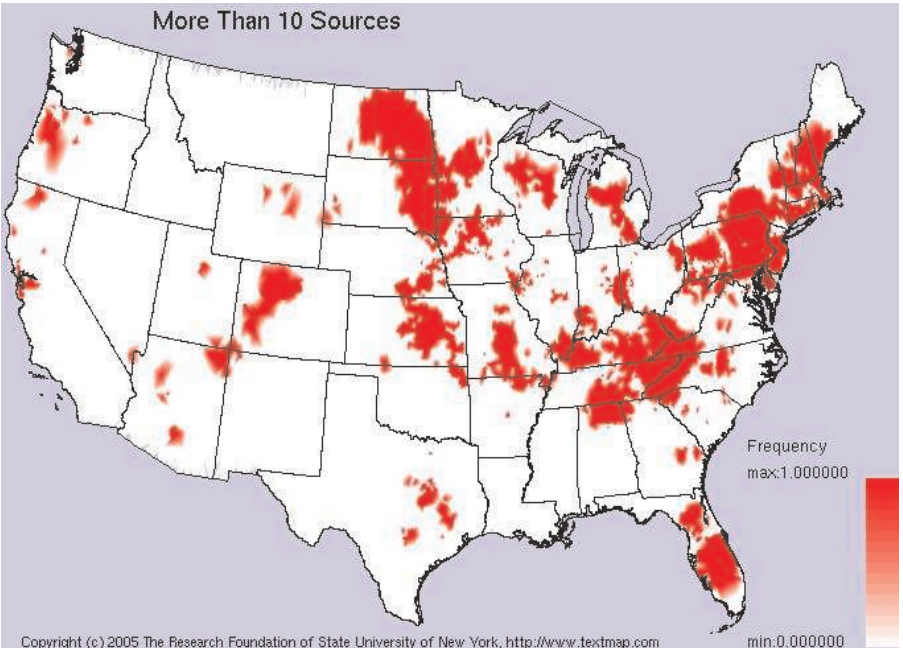 More Than 10 Sources
Frequency
max:1.000000
min:0.000000
Copyright (c) 2005 The Research Foundation of State University of New York, http://www.textmap.com